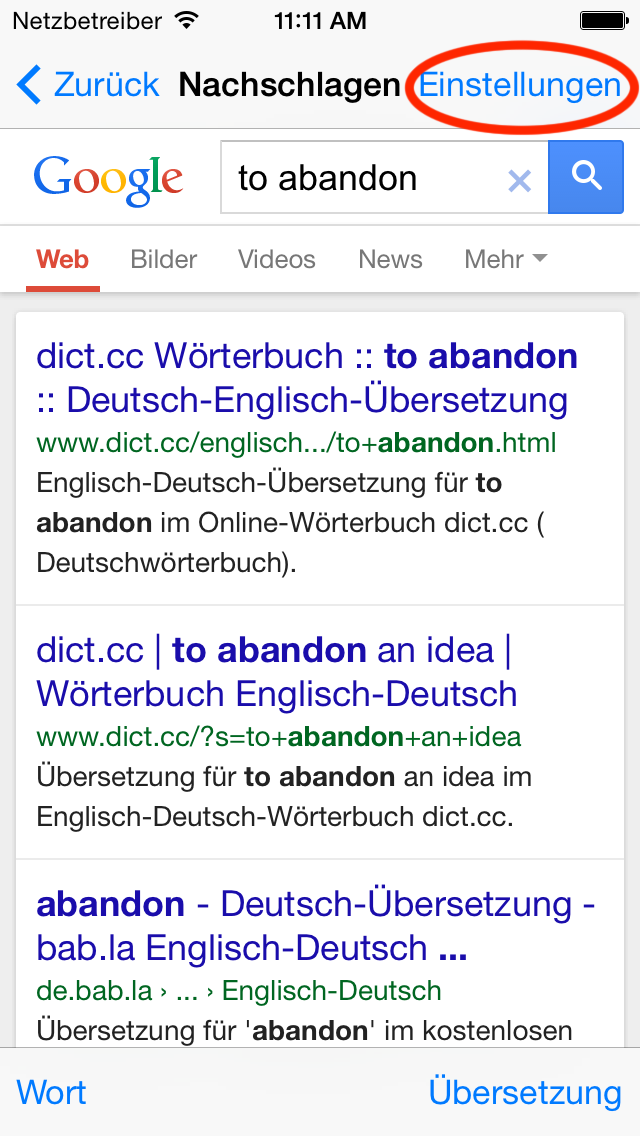 Netzbetreiber 11:11 AM
Zurück Nachschlagen Einstellungen
Google to abandon
Web Bilder Videos News Mehr
dict.cc Wörterbuch :: to abandon
:: Deutsch-Englisch-Übersetzung
www.dict.cc/englisch.../to+abandon.html
Englisch-Deutsch-Übersetzung für to
abandon im Online-Wörterbuch dict.cc (
Deutschwörterbuch).
dict.cc | to abandon an idea |
Wörterbuch Englisch-Deutsch
www.dict.cc/?s=to+abandon+an+idea
Übersetzung für to abandon an idea im
Englisch-Deutsch-Wörterbuch dict.cc.
abandon - Deutsch-Übersetzung -
bab.la Englisch-Deutsch ...
de.bab.la › ... › Englisch-Deutsch
Übersetzung für 'abandon' im kostenlosen
Wort Übersetzung